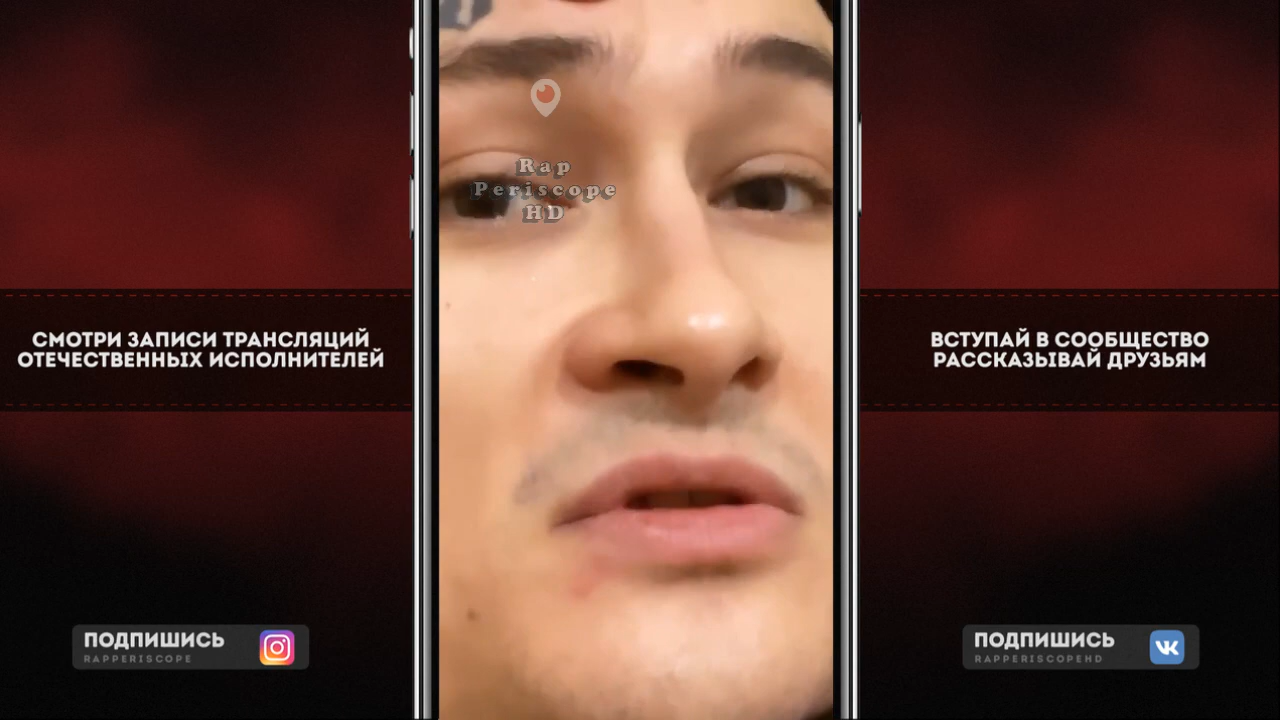 Rap
Periscope
HD
СМОТРИ ЗАПИСИ ТРАНСЛЯЦИЙ
ОТЕЧЕСТВЕННЫХ ИСПОЛНИТЕЛЕЙ
ВСТУПАЙ В СООБЩЕСТВО
РАССКАЗЫВАЙ ДРУЗЬЯМ
ПОДПИШИСЬ
RAPPERISCOPE
ПОДПИШИСЬ
RAPPERISCOPEHD